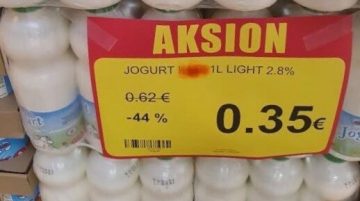 AKSION
JOGURT 1L LIGHT 2.8%
0.62 €
-44 %
0.35€